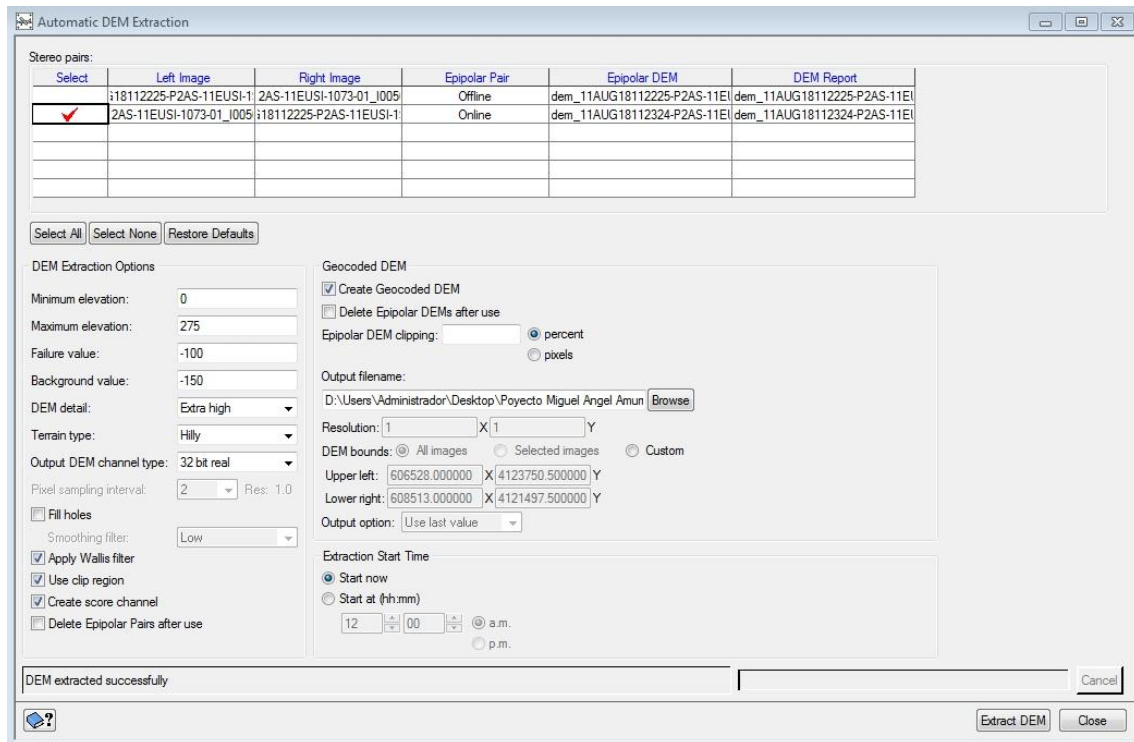 Automatic DEM Extraction
Stereo pairs:
Select Left Image Right Image Epipolar Pair Epipolar DEM DEM Report
18112225-P2AS-11EUSI-1 2AS-11EUSI-1073-01_I005 Offline dem_11AUG18112225-P2AS-11EU dem_11AUG18112225-P2AS-11EU
2AS-11EUSI-1073-01_I005 18112225-P2AS-11EUSI-1 Online dem_11AUG18112324-P2AS-11EU dem_11AUG18112324-P2AS-11EU
Select All Select None Restore Defaults
DEM Extraction Options
Minimum elevation: 0
Maximum elevation: 275
Failure value: -100
Background value: -150
DEM detail: Extra high
Terrain type: Hilly
Output DEM channel type: 32 bit real
Pixel sampling interval: 2 Res: 1.0
Fill holes
Smoothing filter: Low
Apply Wallis filter
Use clip region
Create score channel
Delete Epipolar Pairs after use
Geocoded DEM
Create Geocoded DEM
Delete Epipolar DEMs after use
Epipolar DEM clipping: percent
pixels
Output filename:
D:\Users\Administrador\Desktop\Poyecto Miguel Angel Amun Browse
Resolution: 1 X 1 Y
DEM bounds: All images Selected images Custom
Upper left: 606528.000000 X 4123750.500000 Y
Lower right: 608513.000000 X 4121497.500000 Y
Output option: Use last value
Extraction Start Time
Start now
Start at (hh:mm)
12 00 a.m.
p.m.
DEM extracted successfully
Cancel
?
Extract DEM Close